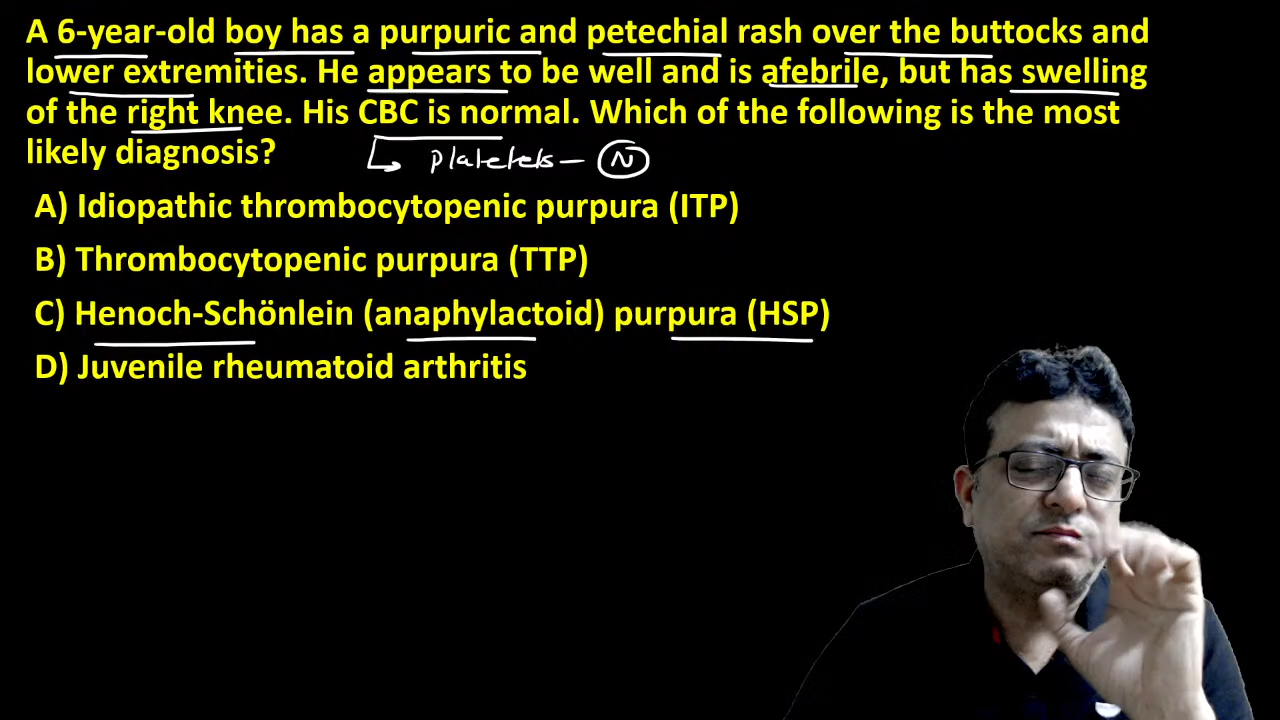 A 6-year-old boy has a purpuric and petechial rash over the buttocks and
lower extremities. He appears to be well and is afebrile, but has swelling
of the right knee. His CBC is normal. Which of the following is the most
likely diagnosis?
platelets – N
A) Idiopathic thrombocytopenic purpura (ITP)
B) Thrombocytopenic purpura (TTP)
C) Henoch-Schönlein (anaphylactoid) purpura (HSP)
D) Juvenile rheumatoid arthritis